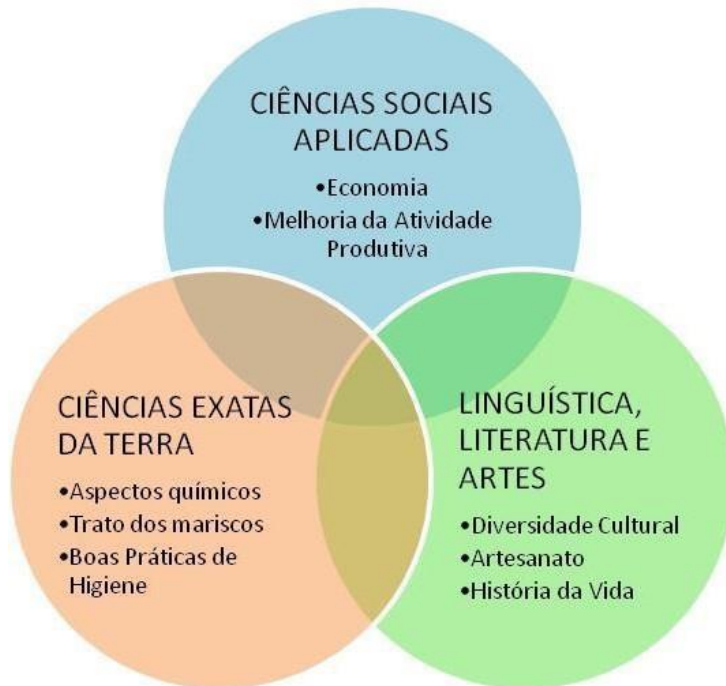 CIÊNCIAS SOCIAIS
APLICADAS
•Economia
•Melhoria da Atividade
Produtiva
CIÊNCIAS EXATAS
DA TERRA
•Aspectos químicos
•Trato dos mariscos
•Boas Práticas de
Higiene
LINGUÍSTICA,
LITERATURA E
ARTES
•Diversidade Cultural
•Artesanato
•História da Vida